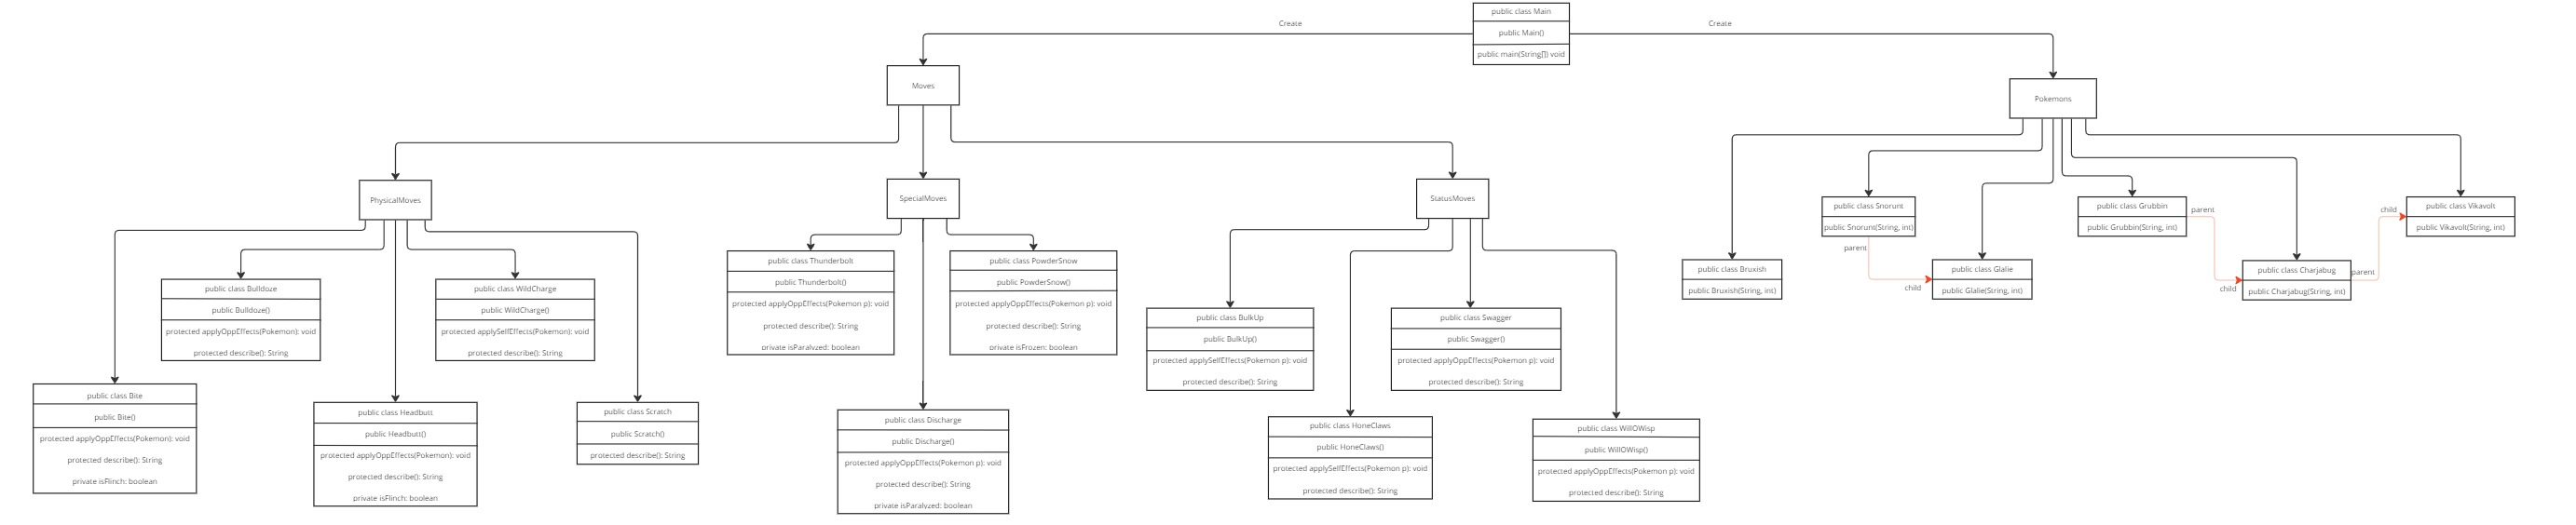 public class Main
public Main()
public main(String[]) void
Create
Create
Moves
Pokemons
PhysicalMoves
SpecialMoves
StatusMoves
public class Bite
public Bite()
protected applyOppEffects(Pokemon): void
protected describe(): String
private isFlinch: boolean
public class Bulldoze
public Bulldoze()
protected applyOppEffects(Pokemon): void
protected describe(): String
public class Headbutt
public Headbutt()
protected applyOppEffects(Pokemon): void
protected describe(): String
private isFlinch: boolean
public class WildCharge
public WildCharge()
protected applySelfEffects(Pokemon): void
protected describe(): String
public class Scratch
public Scratch()
protected describe(): String
public class Thunderbolt
public Thunderbolt()
protected applyOppEffects(Pokemon p): void
protected describe(): String
private isParalyzed: boolean
public class Discharge
public Discharge()
protected applyOppEffects(Pokemon p): void
protected describe(): String
private isParalyzed: boolean
public class PowderSnow
public PowderSnow()
protected applyOppEffects(Pokemon p): void
protected describe(): String
private isFrozen: boolean
public class BulkUp
public BulkUp()
protected applySelfEffects(Pokemon p): void
protected describe(): String
public class HoneClaws
public HoneClaws()
protected applySelfEffects(Pokemon p): void
protected describe(): String
public class Swagger
public Swagger()
protected applyOppEffects(Pokemon p): void
protected describe(): String
public class WillOWisp
public WillOWisp()
protected applyOppEffects(Pokemon p): void
protected describe(): String
public class Bruxish
public Bruxish(String, int)
public class Snorunt
public Snorunt(String, int)
parent
child
public class Glalie
public Glalie(String, int)
public class Grubbin
public Grubbin(String, int)
parent
child
public class Charjabug
public Charjabug(String, int)
parent
child
public class Vikavolt
public Vikavolt(String, int)